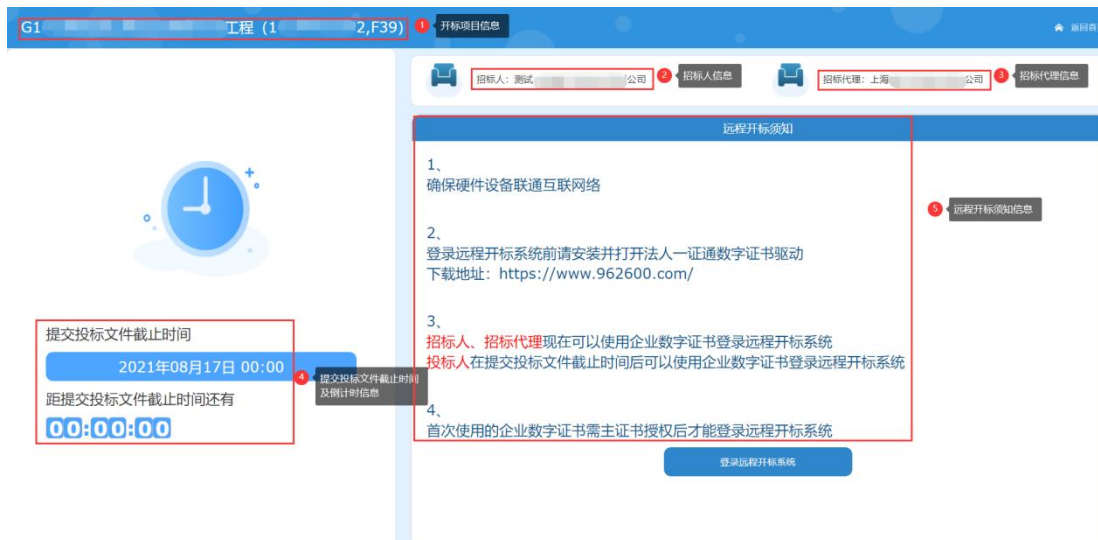 G1 工程 (1 2,F39)
1 开标项目信息
返回首
招标人：测试 公司
2 招标人信息
招标代理：上海 公司
3 招标代理信息
远程开标须知
1、
确保硬件设备联通互联网络
2、
登录远程开标系统前请安装并打开法人一证通数字证书驱动
下载地址：https://www.962600.com/
3、
招标人、招标代理现在可以使用企业数字证书登录远程开标系统
投标人在提交投标文件截止时间后可以使用企业数字证书登录远程开标系统
4、
首次使用的企业数字证书需主证书授权后才能登录远程开标系统
登录远程开标系统
5 远程开标须知信息
提交投标文件截止时间
2021年08月17日 00:00
距提交投标文件截止时间还有
00:00:00
4 提交投标文件截止时间
及倒计时信息